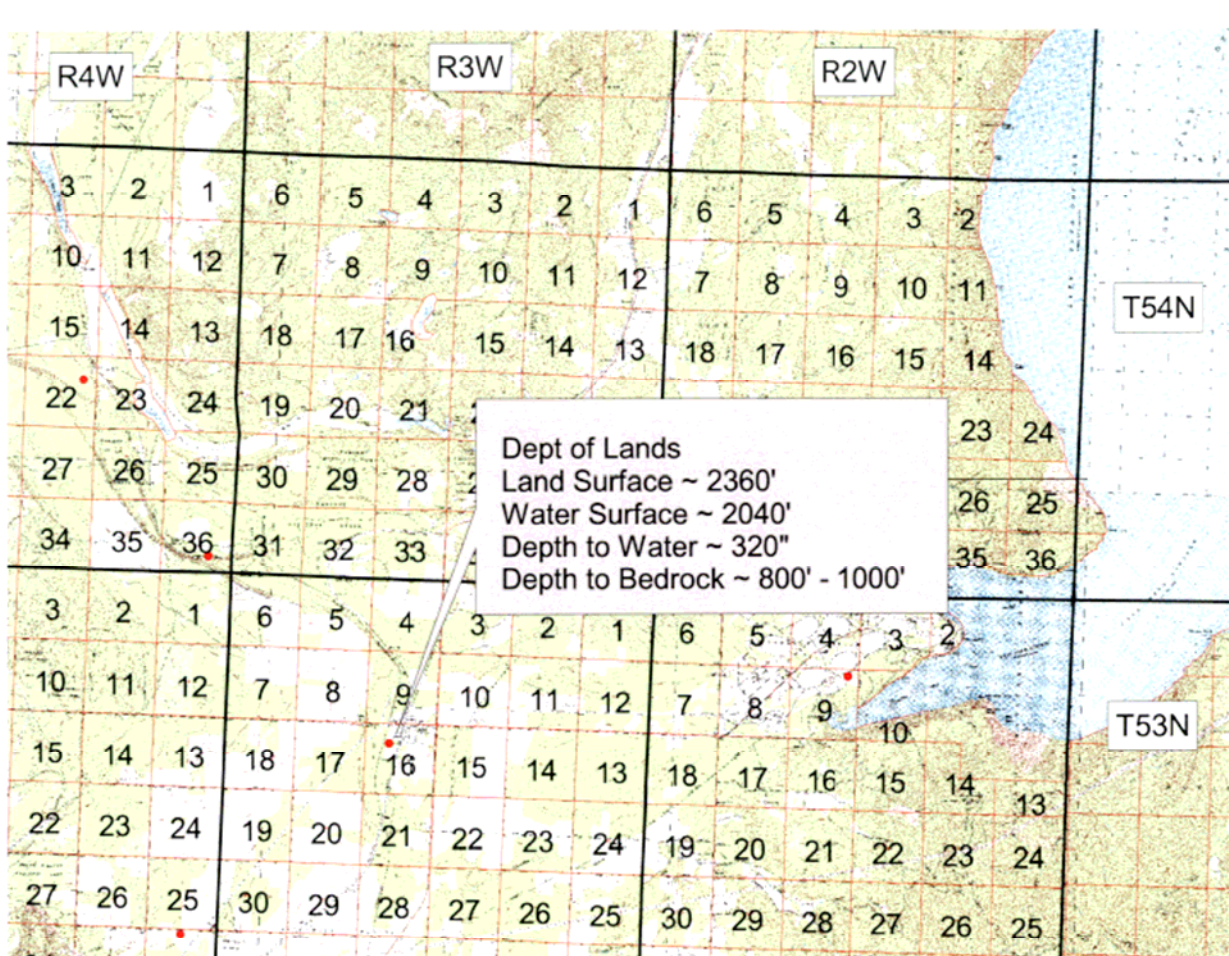 R4W R3W R2W
3 2 1 6 5 4 3 2 1 6 5 4 3 2
10 11 12 7 8 9 10 11 12 7 8 9 10 11
T54N
15 14 13 18 17 16 15 14 13 18 17 16 15 14
22 23 24 19 20 21 23 24
Dept of Lands
Land Surface ~ 2360'
Water Surface ~ 2040'
Depth to Water ~ 320"
Depth to Bedrock ~ 800' - 1000'
27 26 25 30 29 28 26 25
34 35 36 31 32 33 35 36
3 2 1 6 5 4 3 2 1 6 5 4 3 2
10 11 12 7 8 9 10 11 12 7 8 9 10
T53N
15 14 13 18 17 16 15 14 13 18 17 16 15 14 13
22 23 24 19 20 21 22 23 24 19 20 21 22 23 24
27 26 25 30 29 28 27 26 25 30 29 28 27 26 25